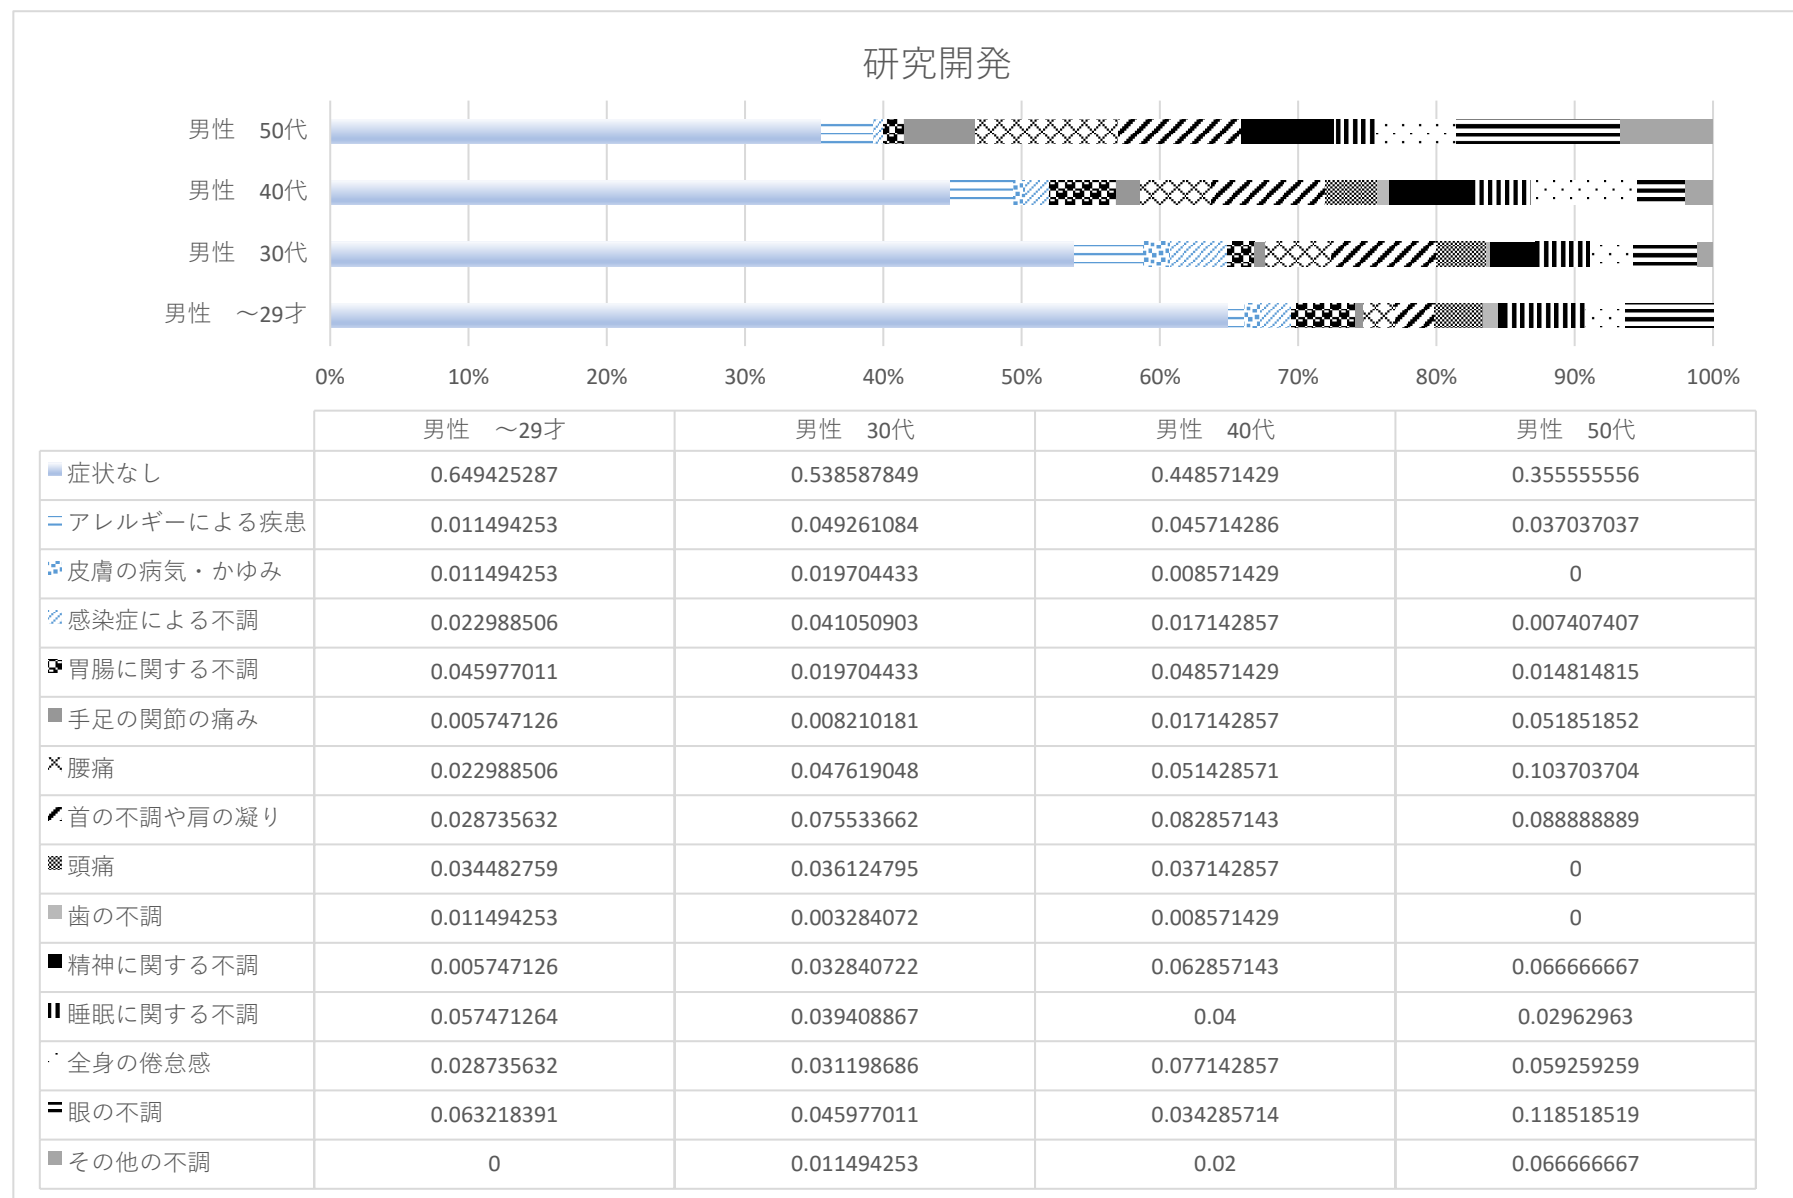 研究開発
男性　50代
男性　40代
男性　30代
男性　～29才
0% 10% 20% 30% 40% 50% 60% 70% 80% 90% 100%
男性　～29才 男性　30代 男性　40代 男性　50代
症状なし 0.649425287 0.538587849 0.448571429 0.355555556
アレルギーによる疾患 0.011494253 0.049261084 0.045714286 0.037037037
皮膚の病気・かゆみ 0.011494253 0.019704433 0.008571429 0
感染症による不調 0.022988506 0.041050903 0.017142857 0.007407407
胃腸に関する不調 0.045977011 0.019704433 0.048571429 0.014814815
手足の関節の痛み 0.005747126 0.008210181 0.017142857 0.051851852
腰痛 0.022988506 0.047619048 0.051428571 0.103703704
首の不調や肩の凝り 0.028735632 0.075533662 0.082857143 0.088888889
頭痛 0.034482759 0.036124795 0.037142857 0
歯の不調 0.011494253 0.003284072 0.008571429 0
精神に関する不調 0.005747126 0.032840722 0.062857143 0.066666667
睡眠に関する不調 0.057471264 0.039408867 0.04 0.02962963
全身の倦怠感 0.028735632 0.031198686 0.077142857 0.059259259
眼の不調 0.063218391 0.045977011 0.034285714 0.118518519
その他の不調 0 0.011494253 0.02 0.066666667